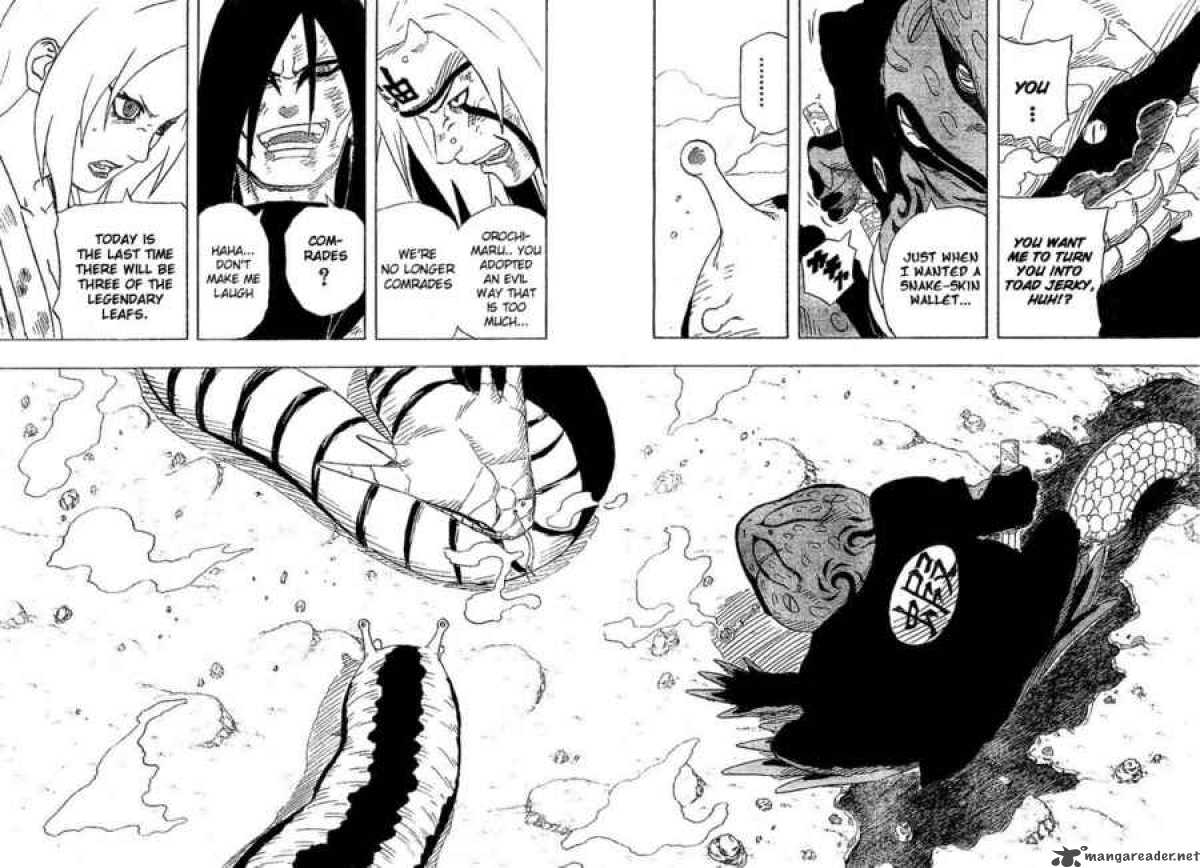 YOU
...
YOU WANT
ME TO TURN
YOU INTO
TOAD JERKY,
HUH!?
JUST WHEN
I WANTED A
SNAKE-SKIN
WALLET...
.........
OROCHI-
MARU.. YOU
ADOPTED
AN EVIL
WAY THAT
IS TOO
MUCH...
WE'RE
NO LONGER
COMRADES
油
COM-
RADES
?
HAHA...
DON'T
MAKE ME
LAUGH
TODAY IS
THE LAST TIME
THERE WILL BE
THREE OF THE
LEGENDARY
LEAFS.
mangareader.net